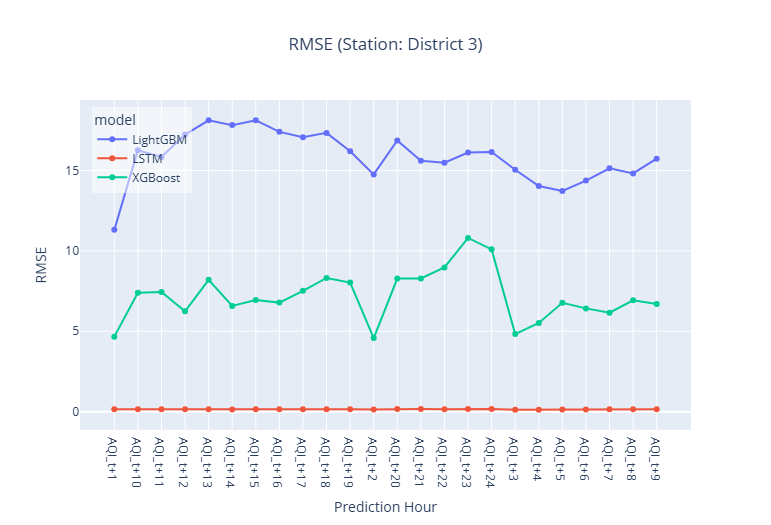 RMSE (Station: District 3)
model
LightGBM
LSTM
XGBoost
RMSE
15
10
5
0
AQI_t+1
AQI_t+10
AQI_t+11
AQI_t+12
AQI_t+13
AQI_t+14
AQI_t+15
AQI_t+16
AQI_t+17
AQI_t+18
AQI_t+19
AQI_t+2
AQI_t+20
AQI_t+21
AQI_t+22
AQI_t+23
AQI_t+24
AQI_t+3
AQI_t+4
AQI_t+5
AQI_t+6
AQI_t+7
AQI_t+8
AQI_t+9
Prediction Hour